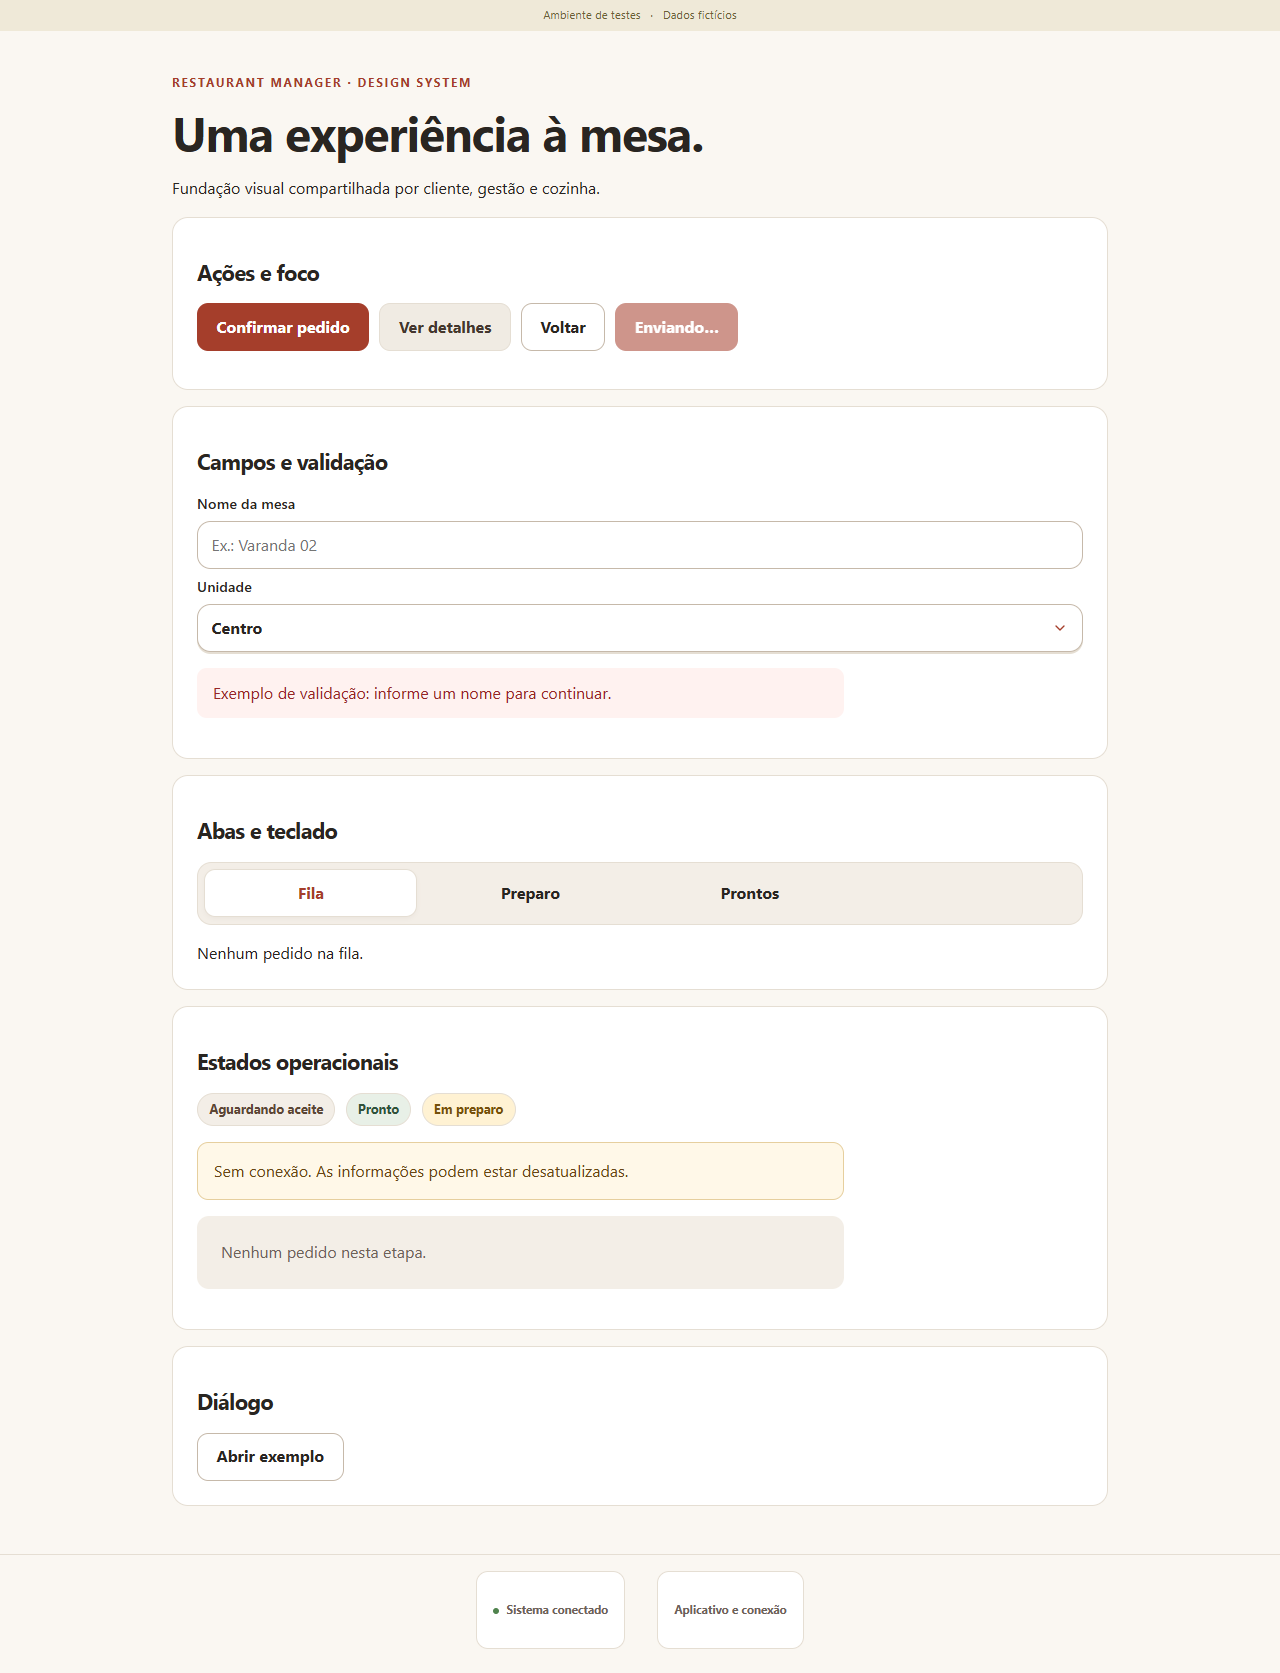 Ambiente de testes · Dados fictícios
RESTAURANT MANAGER · DESIGN SYSTEM
Uma experiência à mesa.
Fundação visual compartilhada por cliente, gestão e cozinha.
Ações e foco
Confirmar pedido
Ver detalhes
Voltar
Enviando...
Campos e validação
Nome da mesa
Ex.: Varanda 02
Unidade
Centro
Exemplo de validação: informe um nome para continuar.
Abas e teclado
Fila
Preparo
Prontos
Nenhum pedido na fila.
Estados operacionais
Aguardando aceite
Pronto
Em preparo
Sem conexão. As informações podem estar desatualizadas.
Nenhum pedido nesta etapa.
Diálogo
Abrir exemplo
Sistema conectado
Aplicativo e conexão